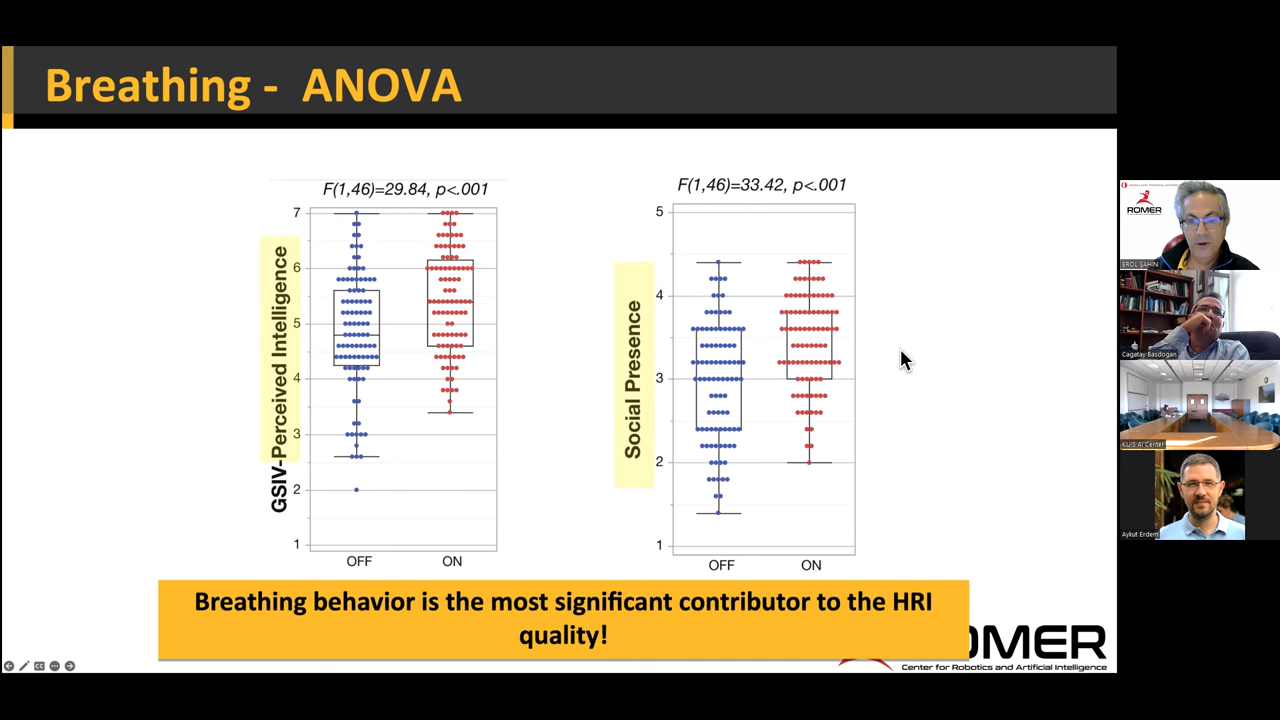 Breathing - ANOVA
F(1,46)=29.84, p<.001
GSIV-Perceived Intelligence
7
6
5
4
3
2
1
OFF ON
F(1,46)=33.42, p<.001
Social Presence
5
4
3
2
1
OFF ON
Breathing behavior is the most significant contributor to the HRI
quality!
OMER
Center for Robotics and Artificial Intelligence
ROMER
EROL ŞAHİN
Cagatay Basdogan
KUIS AI Center
Aykut Erdem